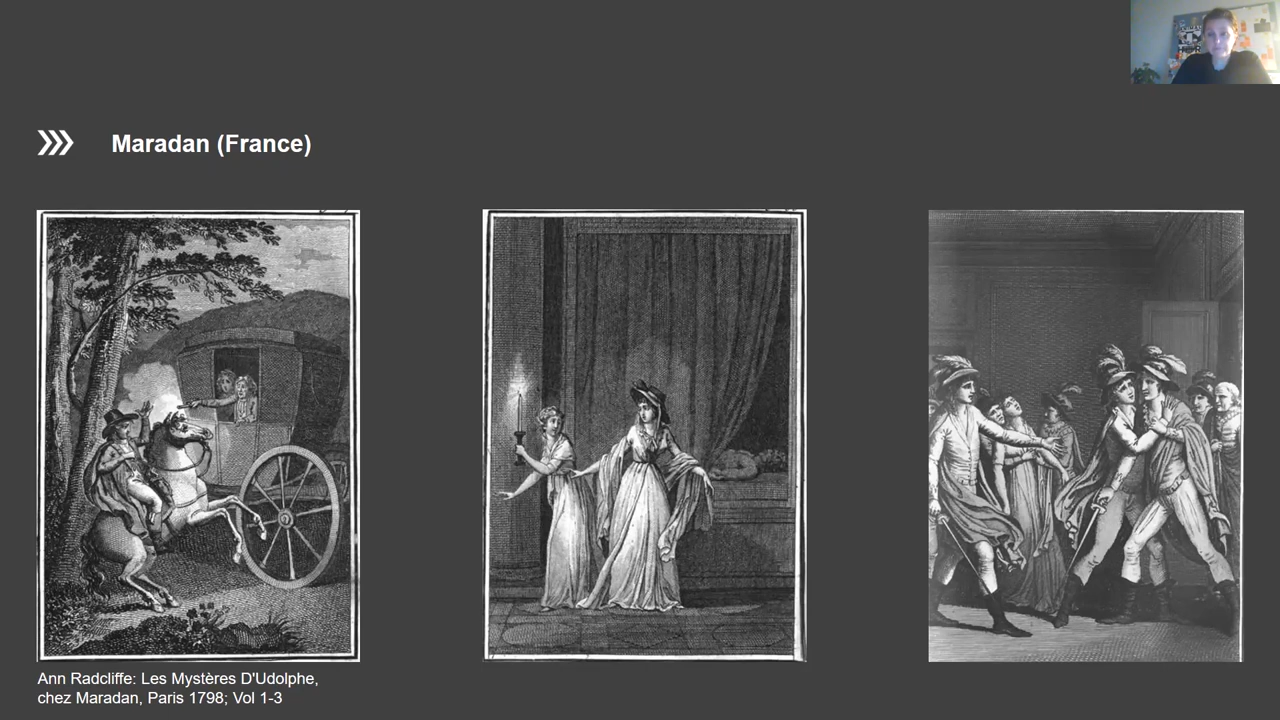 Maradan (France)
Ann Radcliffe: Les Mystères D'Udolphe,
chez Maradan, Paris 1798; Vol 1-3